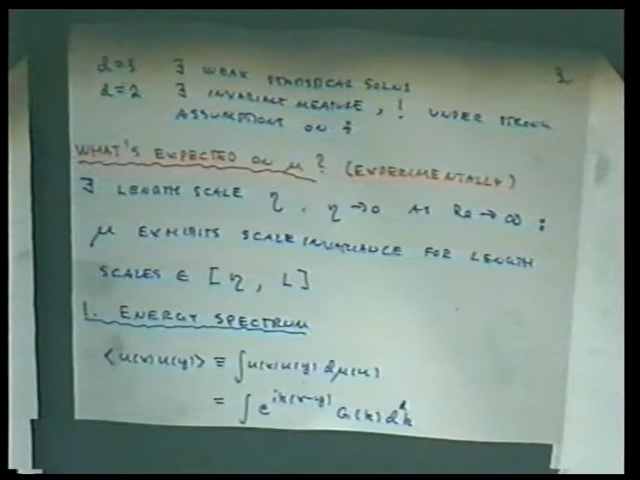 2
d=3 ∃ WEAK STATISTICAL SOLNS
d=2 ∃ INVARIANT MEASURE, ! UNDER STRONG
ASSUMPTIONS ON f
WHAT'S EXPECTED ON μ? (EXPERIMENTALLY)
∃ LENGTH SCALE η, η→0 AS Re→∞:
μ EXHIBITS SCALE INVARIANCE FOR LENGTH
SCALES ∈ [η, L]
1. ENERGY SPECTRUM
<u(x)u(y)> ≡ ∫u(x)u(y) dμ(u)
= ∫ e^{ik(x-y)} G(k) d^d k